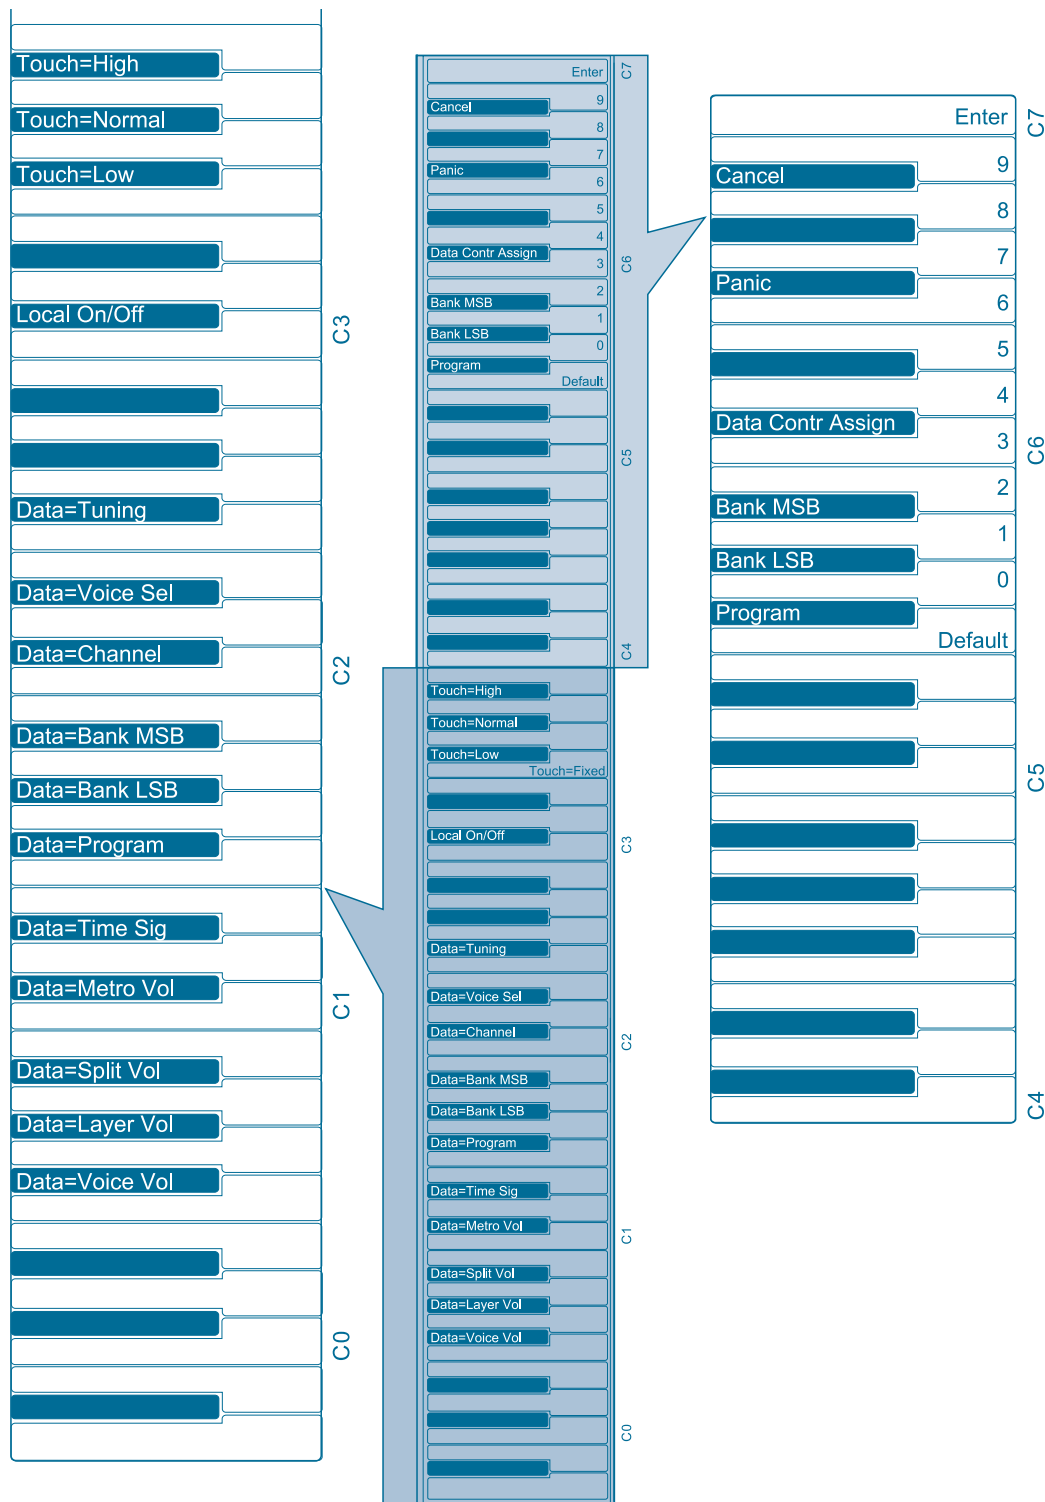 Touch=High
Touch=Normal
Touch=Low
Local On/Off
C3
Data=Tuning
Data=Voice Sel
Data=Channel
C2
Data=Bank MSB
Data=Bank LSB
Data=Program
Data=Time Sig
Data=Metro Vol
C1
Data=Split Vol
Data=Layer Vol
Data=Voice Vol
C0
Enter
C7
9
Cancel
8
7
Panic
6
5
4
Data Contr Assign
3
C6
2
Bank MSB
1
Bank LSB
0
Program
Default
C5
C4
Touch=High
Touch=Normal
Touch=Low
Touch=Fixed
Local On/Off
C3
Data=Tuning
Data=Voice Sel
Data=Channel
C2
Data=Bank MSB
Data=Bank LSB
Data=Program
Data=Time Sig
Data=Metro Vol
C1
Data=Split Vol
Data=Layer Vol
Data=Voice Vol
C0
Enter
C7
9
Cancel
8
7
Panic
6
5
4
Data Contr Assign
3
C6
2
Bank MSB
1
Bank LSB
0
Program
Default
C5
C4